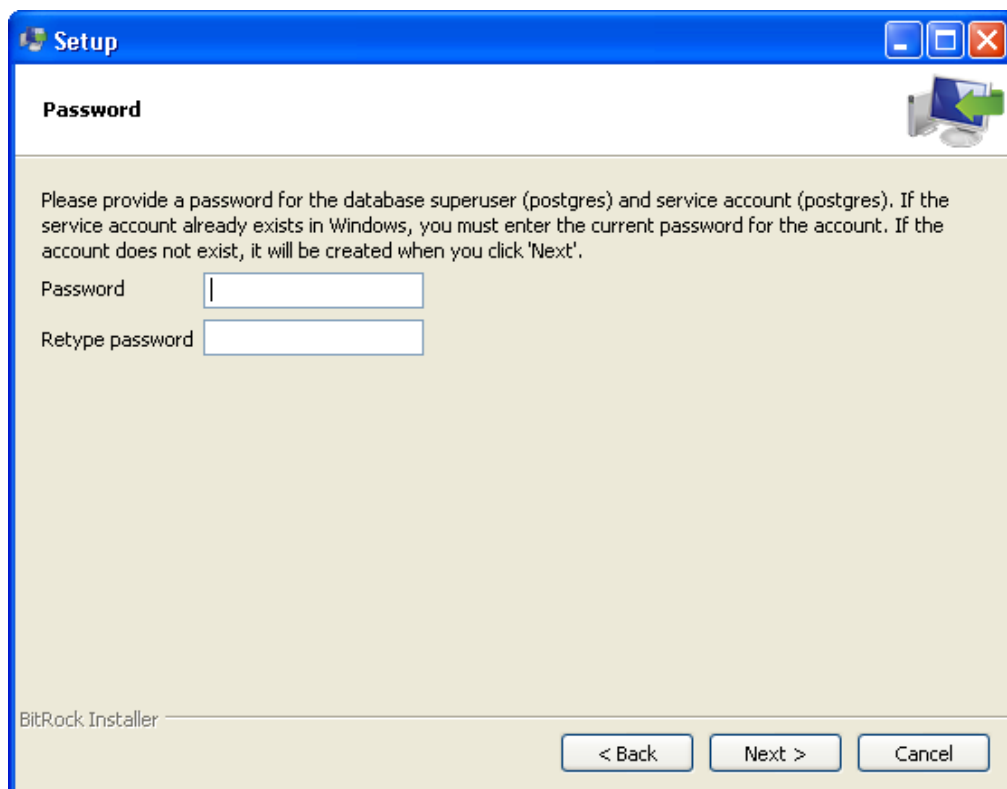 Setup
Password
Please provide a password for the database superuser (postgres) and service account (postgres). If the
service account already exists in Windows, you must enter the current password for the account. If the
account does not exist, it will be created when you click 'Next'.
Password
Retype password
BitRock Installer
< Back
Next >
Cancel